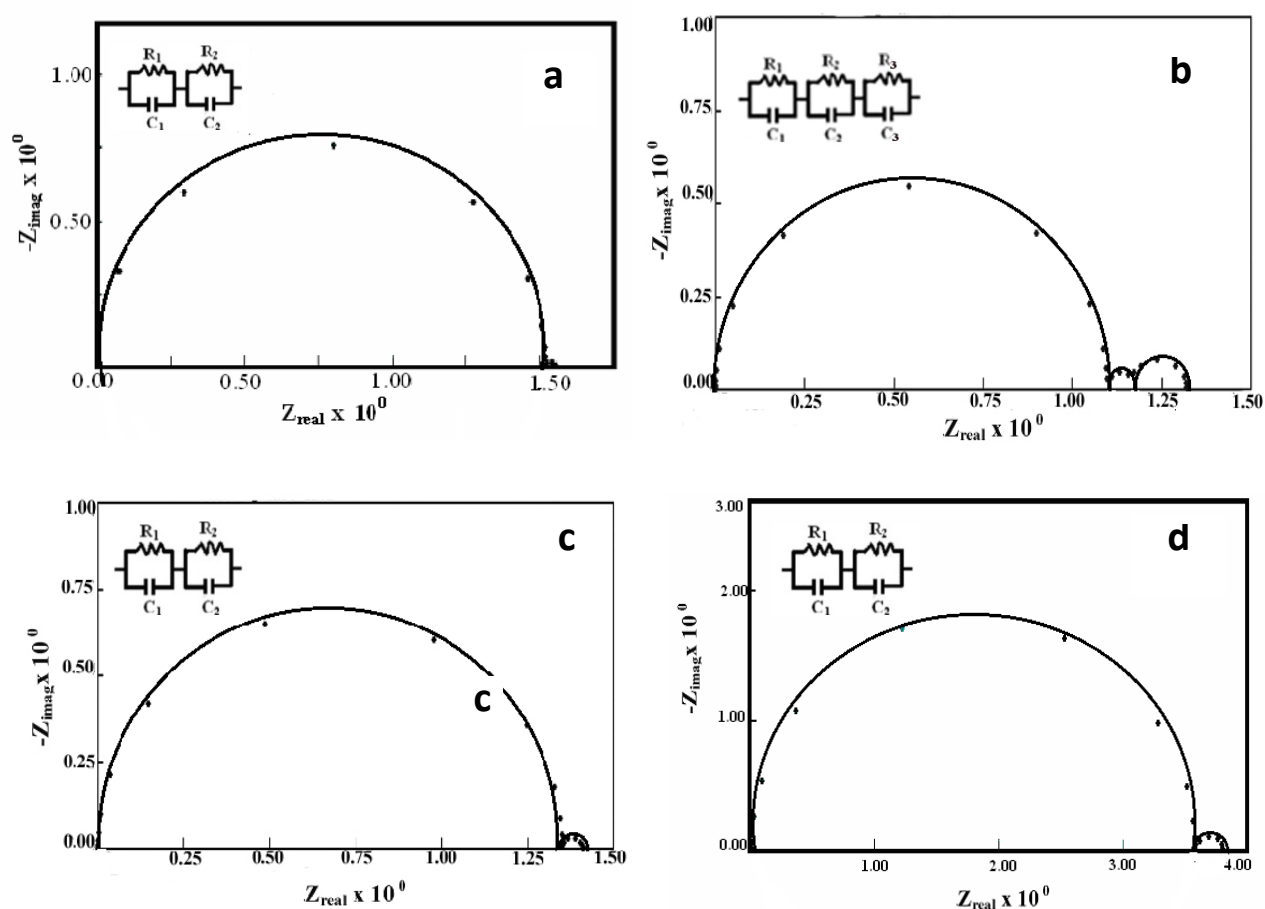 a
R1 R2
C1 C2
1.00
0.50
0.00 0.50 1.00 1.50
-Zimag x 10^0
Zreal x 10^0
b
R1 R2 R3
C1 C2 C3
1.00
0.75
0.50
0.25
0.00
0.25 0.50 0.75 1.00 1.25 1.50
-Zimag x 10^0
Zreal x 10^0
c
R1 R2
C1 C2
1.00
0.75
0.50
0.25
0.00
c
0.25 0.50 0.75 1.00 1.25 1.50
-Zimag x 10^0
Zreal x 10^0
d
R1 R2
C1 C2
3.00
2.00
1.00
0.00
1.00 2.00 3.00 4.00
-Zimag x 10^0
Zreal x 10^0